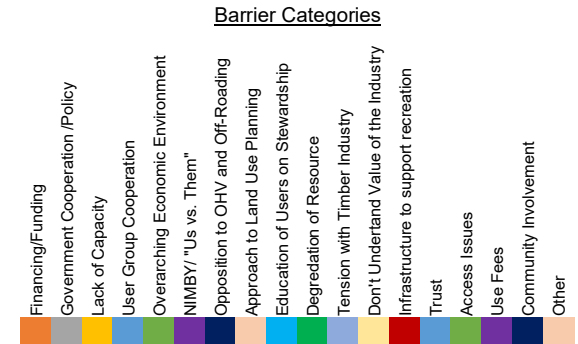 Barrier Categories
Financing/Funding
Government Cooperation /Policy
Lack of Capacity
User Group Cooperation
Overarching Economic Environment
NIMBY/ "Us vs. Them"
Opposition to OHV and Off-Roading
Approach to Land Use Planning
Education of Users on Stewardship
Degredation of Resource
Tension with Timber Industry
Don't Undertand Value of the Industry
Infrastructure to support recreation
Trust
Access Issues
Use Fees
Community Involvement
Other